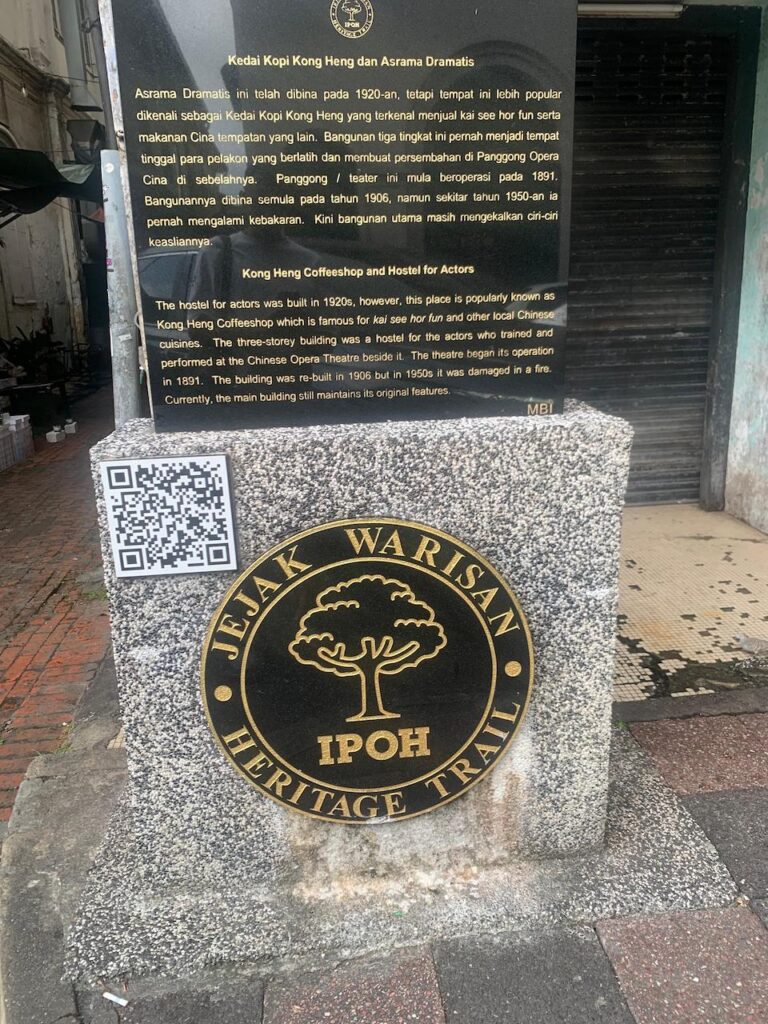 JEJAK WARISAN
IPOH
HERITAGE TRAIL
Kedai Kopi Kong Heng dan Asrama Dramatis
Asrama Dramatis ini telah dibina pada 1920-an, tetapi tempat ini lebih popular
dikenali sebagai Kedai Kopi Kong Heng yang terkenal menjual kai see hor fun serta
makanan Cina tempatan yang lain. Bangunan tiga tingkat ini pernah menjadi tempat
tinggal para pelakon yang berlatih dan membuat persembahan di Panggong Opera
Cina di sebelahnya. Panggong / teater ini mula beroperasi pada 1891.
Bangunannya dibina semula pada tahun 1906, namun sekitar tahun 1950-an ia
pernah mengalami kebakaran. Kini bangunan utama masih mengekalkan ciri-ciri
keasliannya.
Kong Heng Coffeeshop and Hostel for Actors
The hostel for actors was built in 1920s, however, this place is popularly known as
Kong Heng Coffeeshop which is famous for kai see hor fun and other local Chinese
cuisines. The three-storey building was a hostel for the actors who trained and
performed at the Chinese Opera Theatre beside it. The theatre began its operation
in 1891. The building was re-built in 1906 but in 1950s it was damaged in a fire.
Currently, the main building still maintains its original features.
MBI
JEJAK WARISAN
IPOH
HERITAGE TRAIL